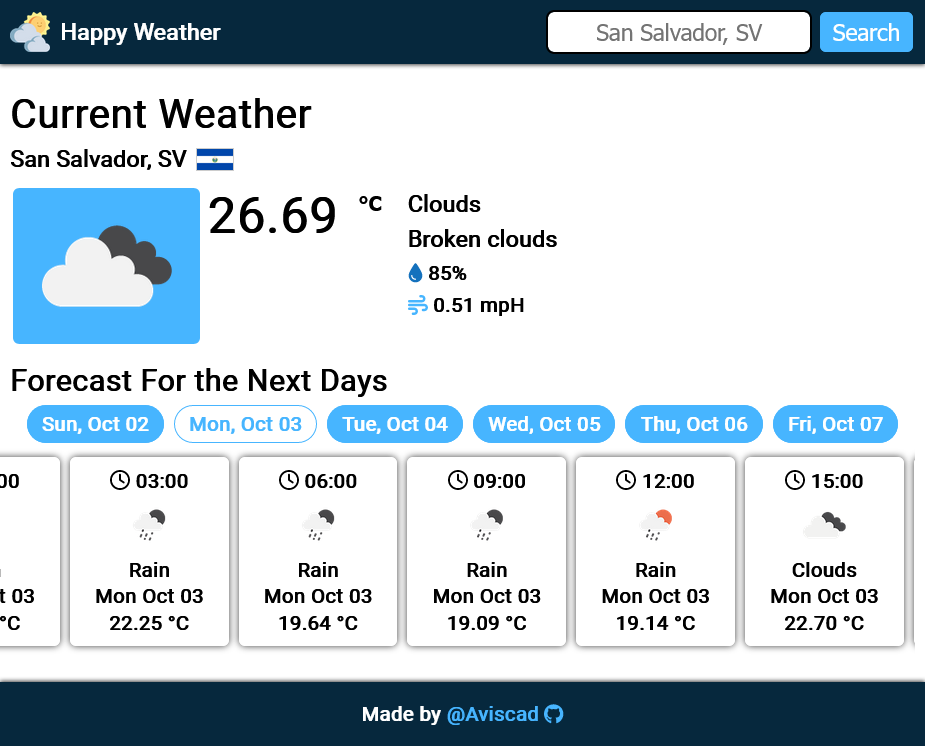 Happy Weather
San Salvador, SV
Search
Current Weather
San Salvador, SV
26.69 °C
Clouds
Broken clouds
85%
0.51 mpH
Forecast For the Next Days
Sun, Oct 02
Mon, Oct 03
Tue, Oct 04
Wed, Oct 05
Thu, Oct 06
Fri, Oct 07
03:00
Rain
Mon Oct 03
22.25 °C
06:00
Rain
Mon Oct 03
19.64 °C
09:00
Rain
Mon Oct 03
19.09 °C
12:00
Rain
Mon Oct 03
19.14 °C
15:00
Clouds
Mon Oct 03
22.70 °C
Made by @Aviscad